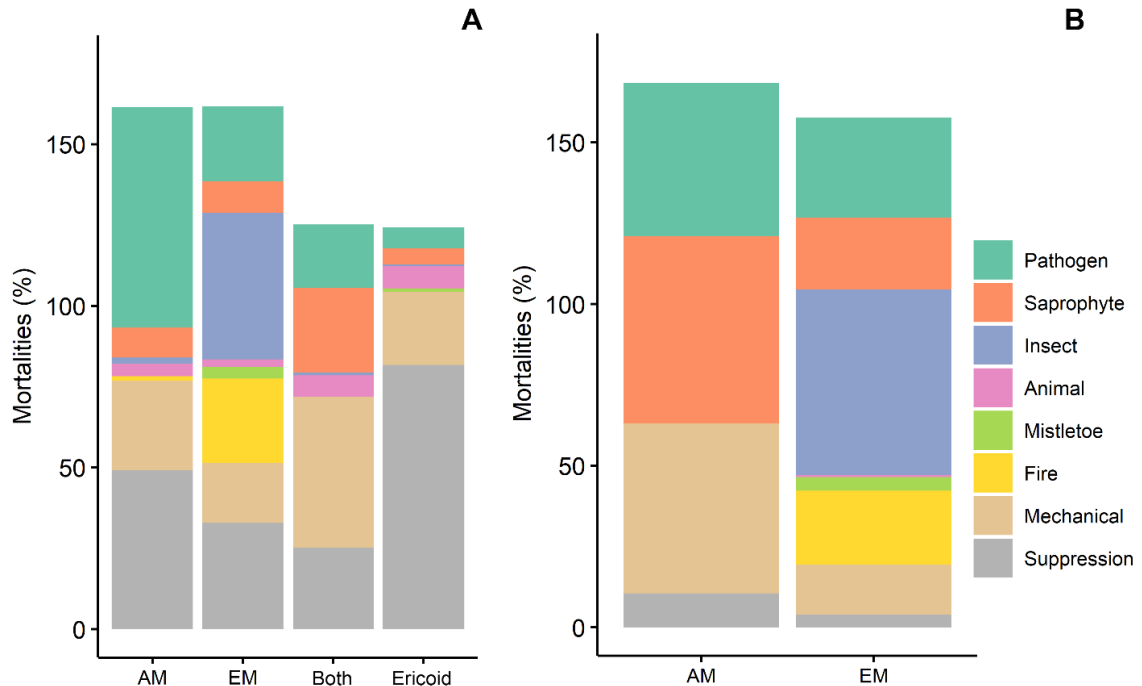 A
Mortalities (%)
150
100
50
0
AM EM Both Ericoid
B
Mortalities (%)
150
100
50
0
AM EM
Pathogen
Saprophyte
Insect
Animal
Mistletoe
Fire
Mechanical
Suppression